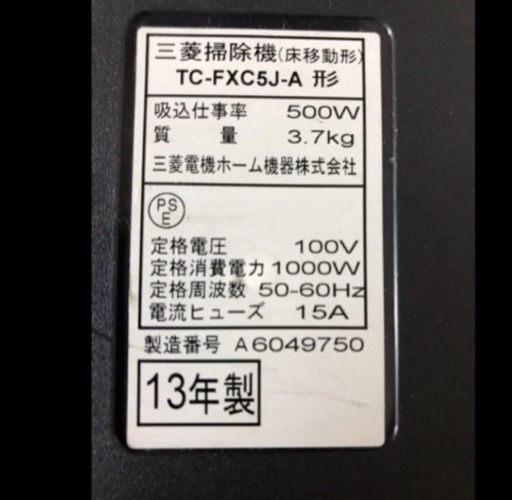 三菱掃除機(床移動形)
TC-FXC5J-A 形
吸込仕事率 500W
質 量 3.7kg
三菱電機ホーム機器株式会社
PS
E
定格電圧 100V
定格消費電力 1000W
定格周波数 50-60Hz
電流ヒューズ 15A
製造番号 A6049750
13年製